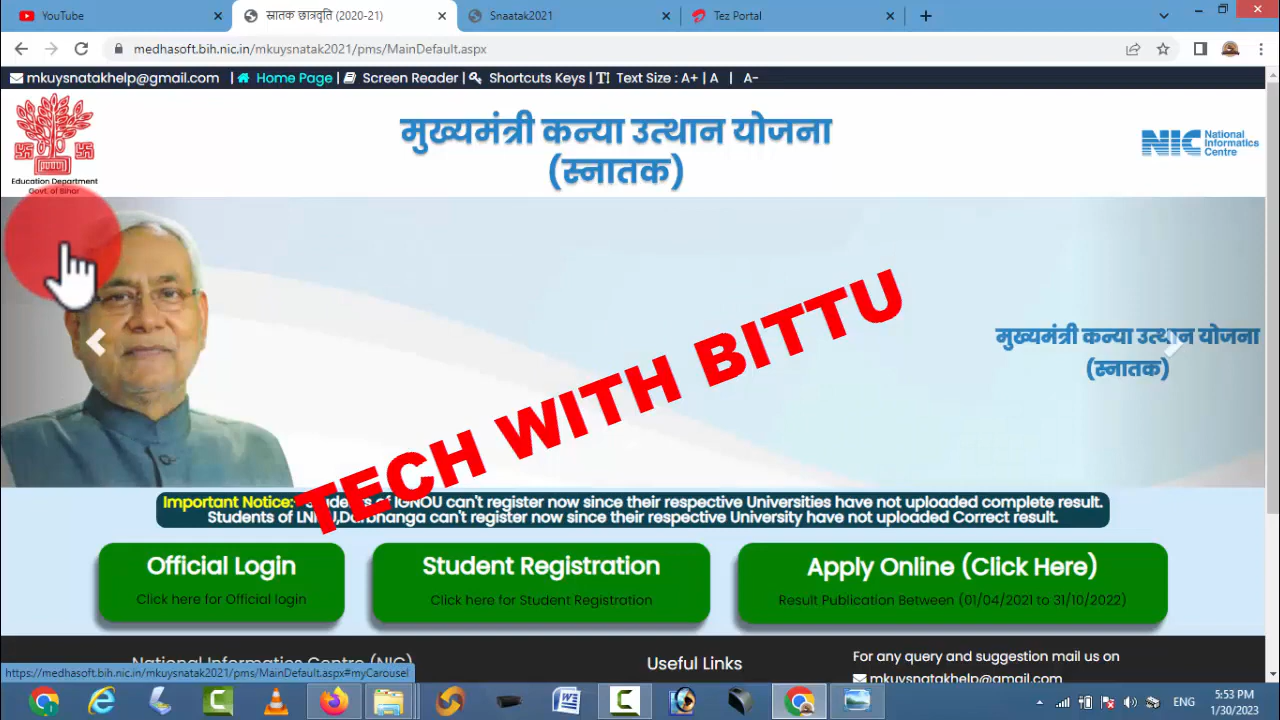 YouTube
स्नातक छात्रवृति (2020-21)
Snaatak2021
Tez Portal
medhasoft.bih.nic.in/mkuysnatak2021/pms/MainDefault.aspx
mkuysnatakhelp@gmail.com | Home Page | Screen Reader | Shortcuts Keys | TI Text Size : A+ | A | A-
Education Department
Govt. of Bihar
मुख्यमंत्री कन्या उत्थान योजना
(स्नातक)
NIC National
Informatics
Centre
मुख्यमंत्री कन्या उत्थान योजना
(स्नातक)
TECH WITH BITTU
Important Notice:- Students of IGNOU can't register now since their respective Universities have not uploaded complete result.
Students of LNMU,Darbhanga can't register now since their respective University have not uploaded Correct result.
Official Login
Click here for Official login
Student Registration
Click here for Student Registration
Apply Online (Click Here)
Result Publication Between (01/04/2021 to 31/10/2022)
National Informatics Centre (NIC)
Useful Links
For any query and suggestion mail us on
mkuysnatakhelp@gmail.com
https://medhasoft.bih.nic.in/mkuysnatak2021/pms/MainDefault.aspx#myCarousel
ENG
5:53 PM
1/30/2023